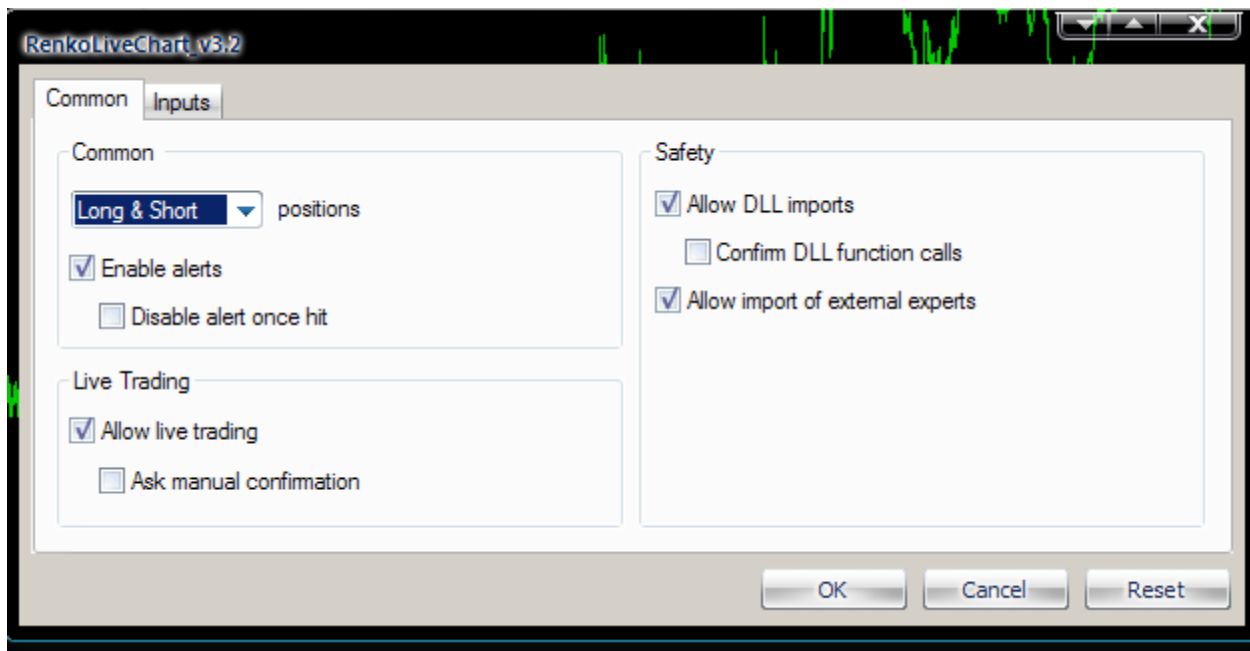 RenkoLiveChart_v3.2
Common
Inputs
Common
Long & Short
positions
Enable alerts
Disable alert once hit
Live Trading
Allow live trading
Ask manual confirmation
Safety
Allow DLL imports
Confirm DLL function calls
Allow import of external experts
OK
Cancel
Reset